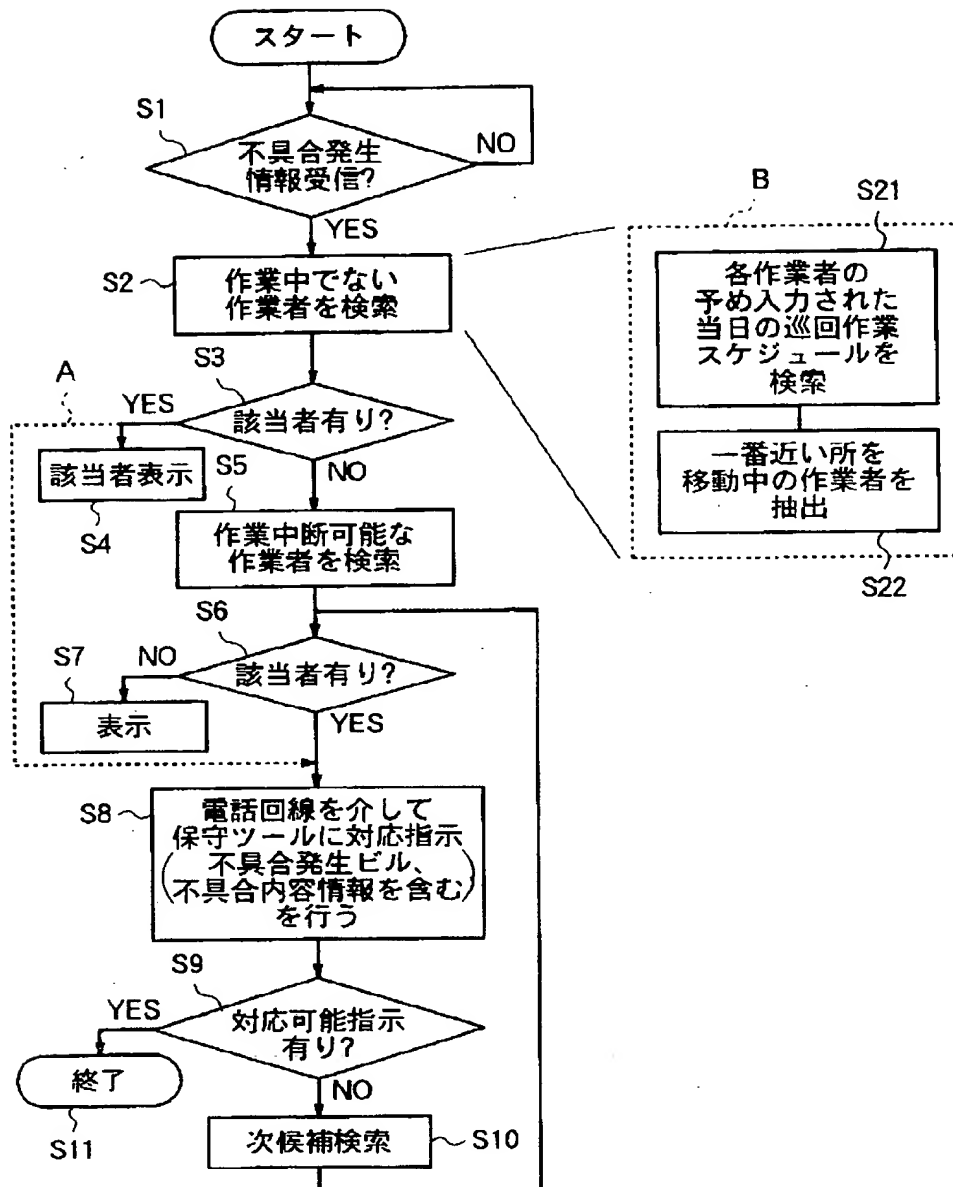 スタート
S1
不具合発生
情報受信?
NO
YES
S2
作業中でない
作業者を検索
B
S21
各作業者の
予め入力された
当日の巡回作業
スケジュールを
検索
一番近い所を
移動中の作業者を
抽出
S22
A
S3
YES
該当者有り?
該当者表示
S4
NO
S5
作業中断可能な
作業者を検索
S6
NO
該当者有り?
S7
表示
YES
S8
電話回線を介して
保守ツールに対応指示
(不具合発生ビル、
不具合内容情報を含む)
を行う
S9
YES
対応可能指示
有り?
終了
S11
NO
次候補検索
S10